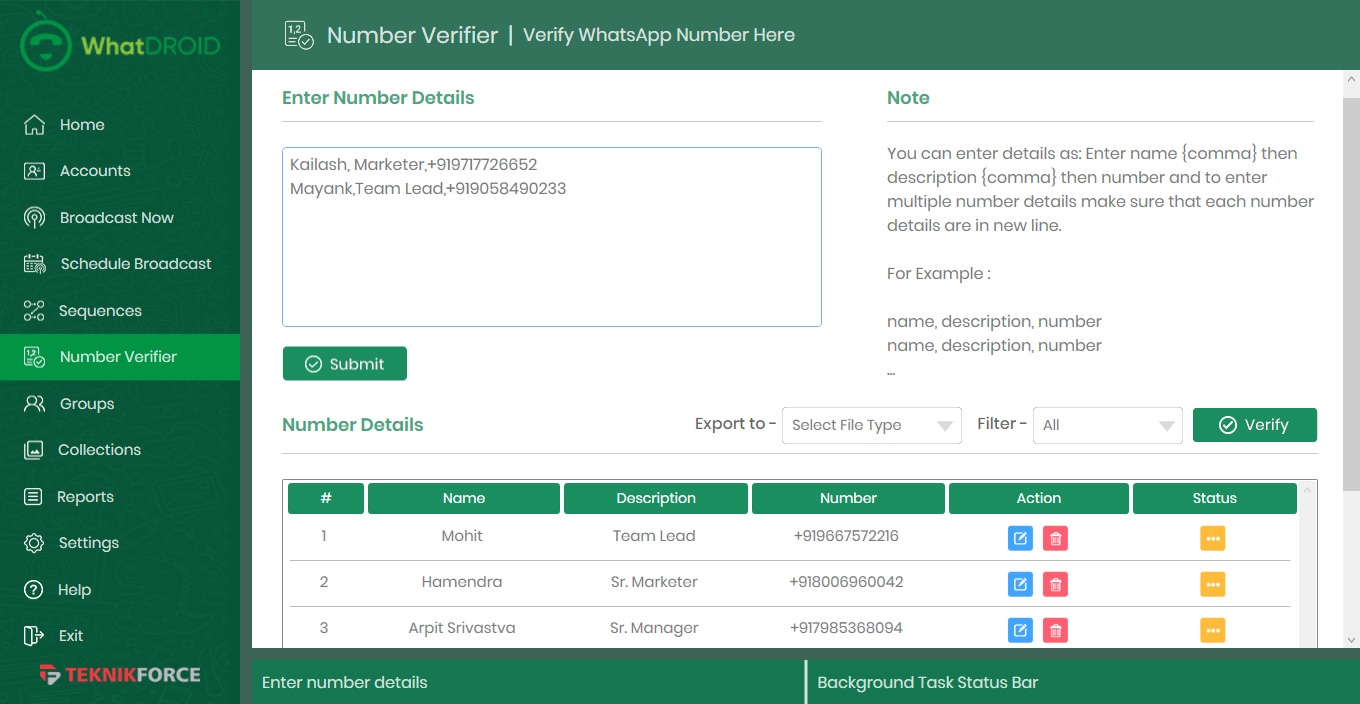 WhatDROID
Home
Accounts
Broadcast Now
Schedule Broadcast
Sequences
Number Verifier
Groups
Collections
Reports
Settings
Help
Exit
TEKNIKFORCE
Number Verifier | Verify WhatsApp Number Here
Enter Number Details
Kailash, Marketer,+919717726652
Mayank,Team Lead,+919058490233
Submit
Note
You can enter details as: Enter name {comma} then
description {comma} then number and to enter
multiple number details make sure that each number
details are in new line.
For Example :
name, description, number
name, description, number
...
Number Details
Export to - Select File Type Filter - All Verify
# Name Description Number Action Status
1 Mohit Team Lead +919667572216
2 Hamendra Sr. Marketer +918006960042
3 Arpit Srivastva Sr. Manager +917985368094
Enter number details
Background Task Status Bar